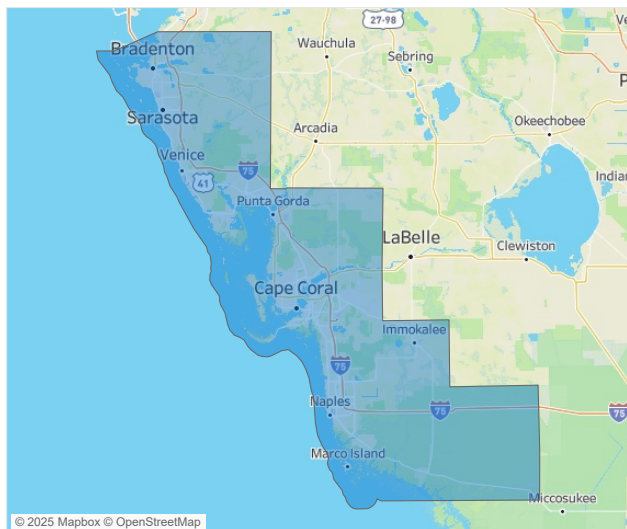 27-98
Ve
Bradenton
Wauchula
Sebring
P
Sarasota
Okeechobee
Arcadia
Venice
75
Indian
41
Punta Gorda
LaBelle
Clewiston
Cape Coral
Immokalee
75
Naples
75
75
Marco Island
Miccosukee
© 2025 Mapbox © OpenStreetMap